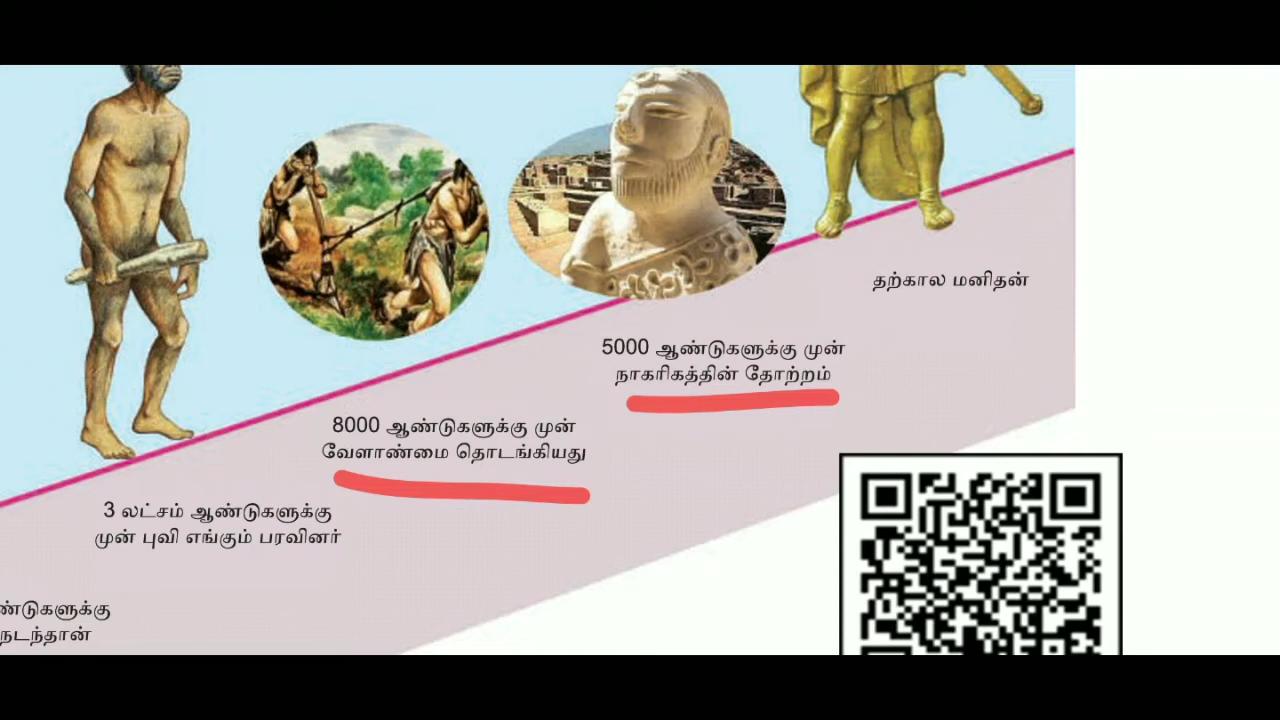 தற்கால மனிதன்
5000 ஆண்டுகளுக்கு முன்
நாகரிகத்தின் தோற்றம்
8000 ஆண்டுகளுக்கு முன்
வேளாண்மை தொடங்கியது
3 லட்சம் ஆண்டுகளுக்கு
முன் புவி எங்கும் பரவினர்
ண்டுகளுக்கு
நடந்தான்